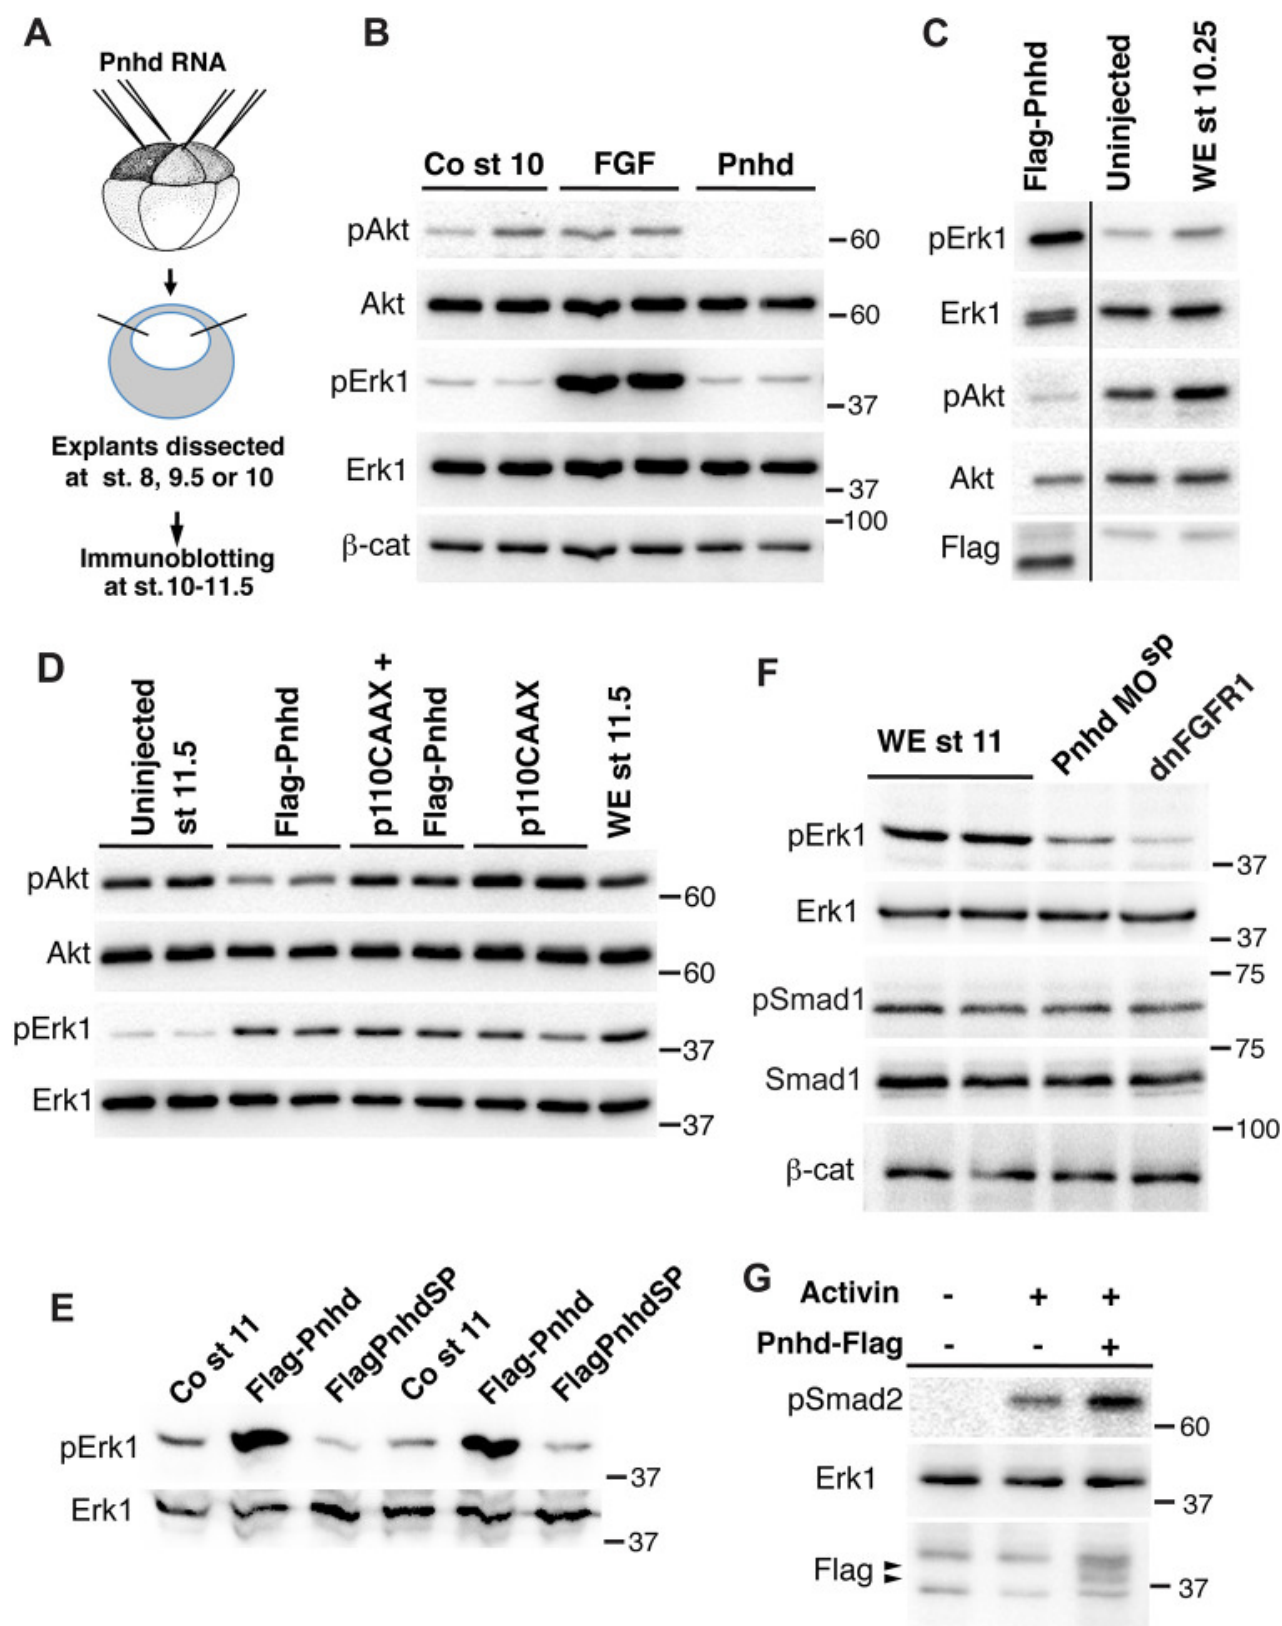 A
Pnhd RNA
Explants dissected
at st. 8, 9.5 or 10
Immunoblotting
at st.10-11.5
B
Co st 10 FGF Pnhd
pAkt
60
Akt
60
pErk1
37
Erk1
37
100
β-cat
C
Flag-Pnhd
Uninjected
WE st 10.25
pErk1
Erk1
pAkt
Akt
Flag
D
Uninjected
st 11.5
Flag-Pnhd
p110CAAX +
Flag-Pnhd
p110CAAX
WE st 11.5
pAkt
60
Akt
60
pErk1
37
Erk1
37
F
WE st 11
Pnhd MOsp
dnFGFR1
pErk1
37
Erk1
37
75
pSmad1
75
Smad1
100
β-cat
E
Co st 11
Flag-Pnhd
FlagPnhdSP
Co st 11
Flag-Pnhd
FlagPnhdSP
pErk1
37
Erk1
37
G
Activin - + +
Pnhd-Flag - - +
pSmad2
60
Erk1
37
Flag
37